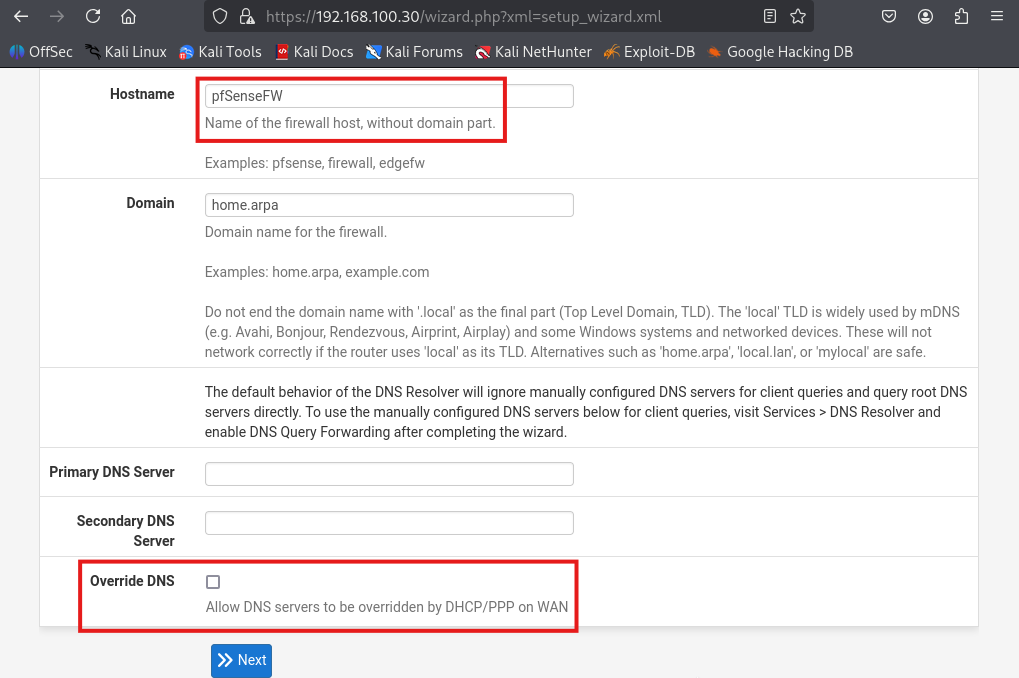 https://192.168.100.30/wizard.php?xml=setup_wizard.xml
OffSec Kali Linux Kali Tools Kali Docs Kali Forums Kali NetHunter Exploit-DB Google Hacking DB
Hostname
pfSenseFW
Name of the firewall host, without domain part.
Examples: pfsense, firewall, edgefw
Domain
home.arpa
Domain name for the firewall.
Examples: home.arpa, example.com
Do not end the domain name with '.local' as the final part (Top Level Domain, TLD). The 'local' TLD is widely used by mDNS
(e.g. Avahi, Bonjour, Rendezvous, Airprint, Airplay) and some Windows systems and networked devices. These will not
network correctly if the router uses 'local' as its TLD. Alternatives such as 'home.arpa', 'local.lan', or 'mylocal' are safe.
The default behavior of the DNS Resolver will ignore manually configured DNS servers for client queries and query root DNS
servers directly. To use the manually configured DNS servers below for client queries, visit Services > DNS Resolver and
enable DNS Query Forwarding after completing the wizard.
Primary DNS Server
Secondary DNS
Server
Override DNS
Allow DNS servers to be overridden by DHCP/PPP on WAN
Next